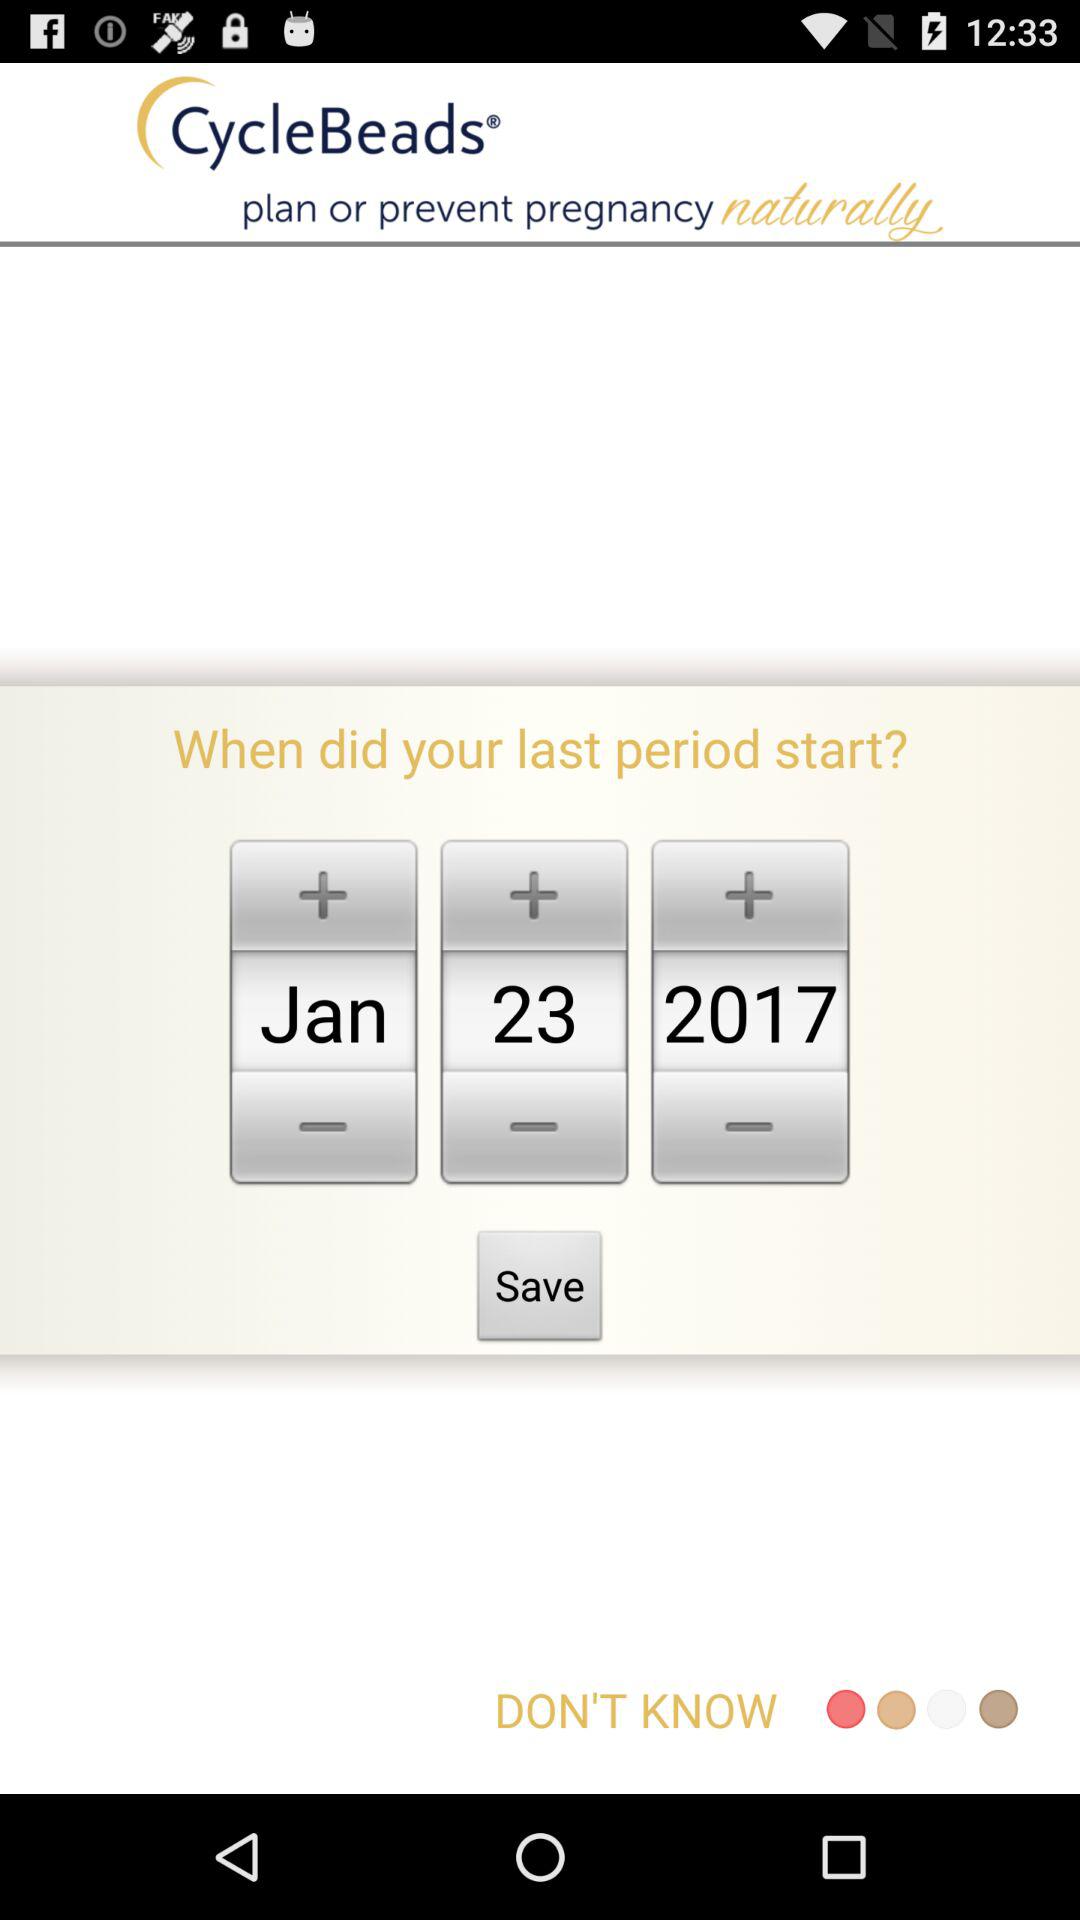 FAKE
12:33
CycleBeads®
plan or prevent pregnancy naturally
When did your last period start?
+ + +
Jan 23 2017
− − −
Save
DON'T KNOW